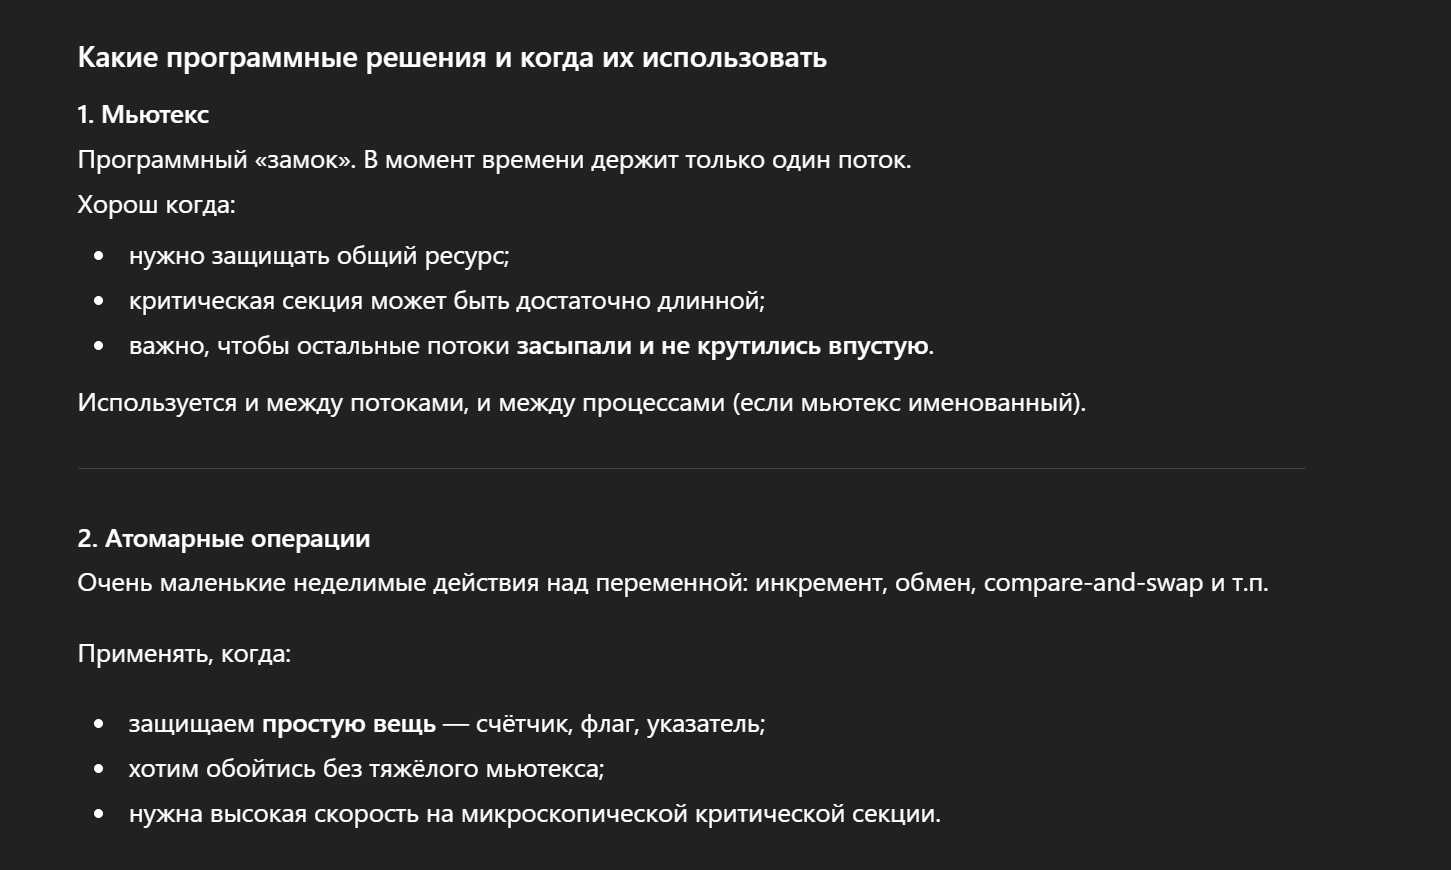 Какие программные решения и когда их использовать
1. Мьютекс
Программный «замок». В момент времени держит только один поток.
Хорош когда:
• нужно защищать общий ресурс;
• критическая секция может быть достаточно длинной;
• важно, чтобы остальные потоки засыпали и не крутились впустую.
Используется и между потоками, и между процессами (если мьютекс именованный).
2. Атомарные операции
Очень маленькие неделимые действия над переменной: инкремент, обмен, compare-and-swap и т.п.
Применять, когда:
• защищаем простую вещь — счётчик, флаг, указатель;
• хотим обойтись без тяжёлого мьютекса;
• нужна высокая скорость на микроскопической критической секции.